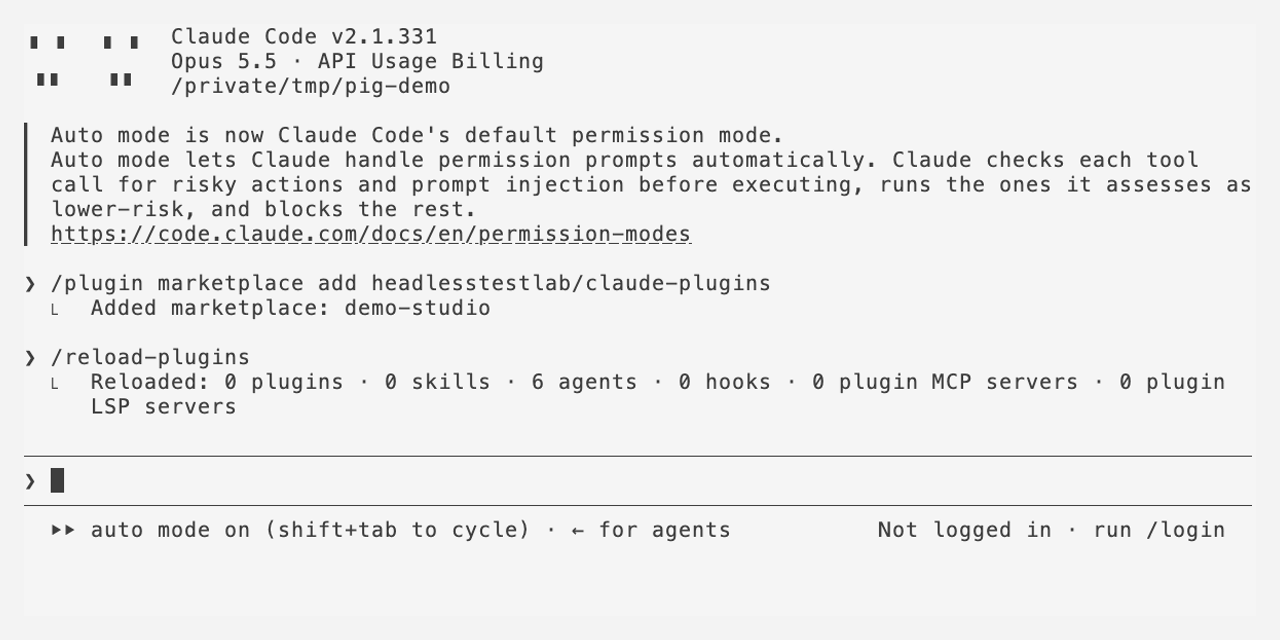 Claude Code v2.1.331
Opus 5.5 · API Usage Billing
/private/tmp/pig-demo
Auto mode is now Claude Code's default permission mode.
Auto mode lets Claude handle permission prompts automatically. Claude checks each tool
call for risky actions and prompt injection before executing, runs the ones it assesses as
lower-risk, and blocks the rest.
https://code.claude.com/docs/en/permission-modes
❯ /plugin marketplace add headlesstestlab/claude-plugins
└ Added marketplace: demo-studio
❯ /reload-plugins
└ Reloaded: 0 plugins · 0 skills · 6 agents · 0 hooks · 0 plugin MCP servers · 0 plugin
LSP servers
❯
⏵⏵ auto mode on (shift+tab to cycle) · ← for agents Not logged in · run /login